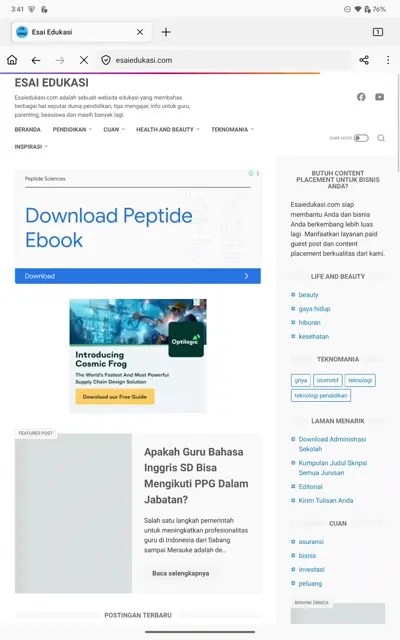 3:41
76%
Esai Edukasi
1
esaiedukasi.com
ESAI EDUKASI
Esaiedukasi.com adalah sebuah website edukasi yang membahas
berbagai hal seputar dunia pendidikan, tips mengajar, info untuk guru,
parenting, beasiswa dan masih banyak lagi
BERANDA PENDIDIKAN CUAN HEALTH AND BEAUTY TEKNOMANIA
INSPIRASI
DARK MODE
Peptide Sciences
Download Peptide
Ebook
Download
Optilogic
Introducing
Cosmic Frog
The World's Fastest And Most Powerful
Supply Chain Design Solution
Download our Free Guide
FEATURED POST
Apakah Guru Bahasa
Inggris SD Bisa
Mengikuti PPG Dalam
Jabatan?
Salah satu langkah pemerintah
untuk meningkatkan profesionalitas
guru di Indonesia dari Sabang
sampai Merauke adalah de...
Baca selengkapnya
POSTINGAN TERBARU
BUTUH CONTENT
PLACEMENT UNTUK BISNIS
ANDA?
Esaiedukasi.com siap
membantu Anda dan bisnis
Anda berkembang lebih luas
lagi. Manfaatkan layanan paid
guest post dan content
placement berkualitas dari kami.
LIFE AND BEAUTY
beauty
gaya hidup
hiburan
kesehatan
TEKNOMANIA
griya otomotif teknologi
teknologi pendidikan
LAMAN MENARIK
Download Administrasi
Sekolah
Kumpulan Judul Skripsi
Semua Jurusan
Editorial
Kirim Tulisan Anda
CUAN
asuransi
bisnis
investasi
peluang
BANYAK DIBACA